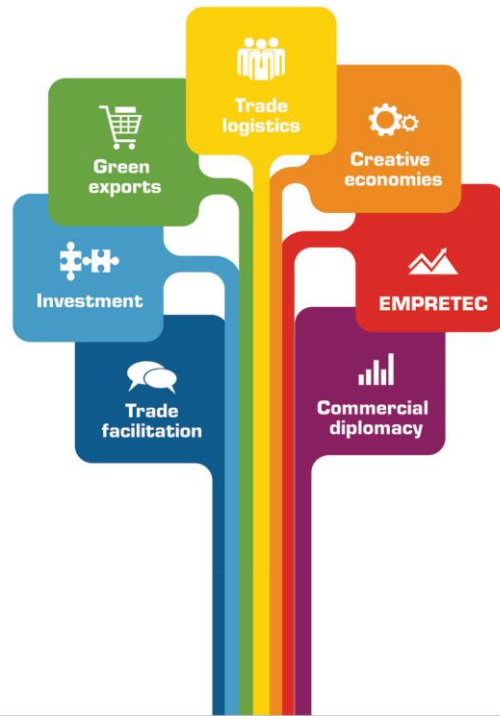 Trade
logistics
Green
exports
Creative
economies
Investment
EMPRETEC
Trade
facilitation
Commercial
diplomacy